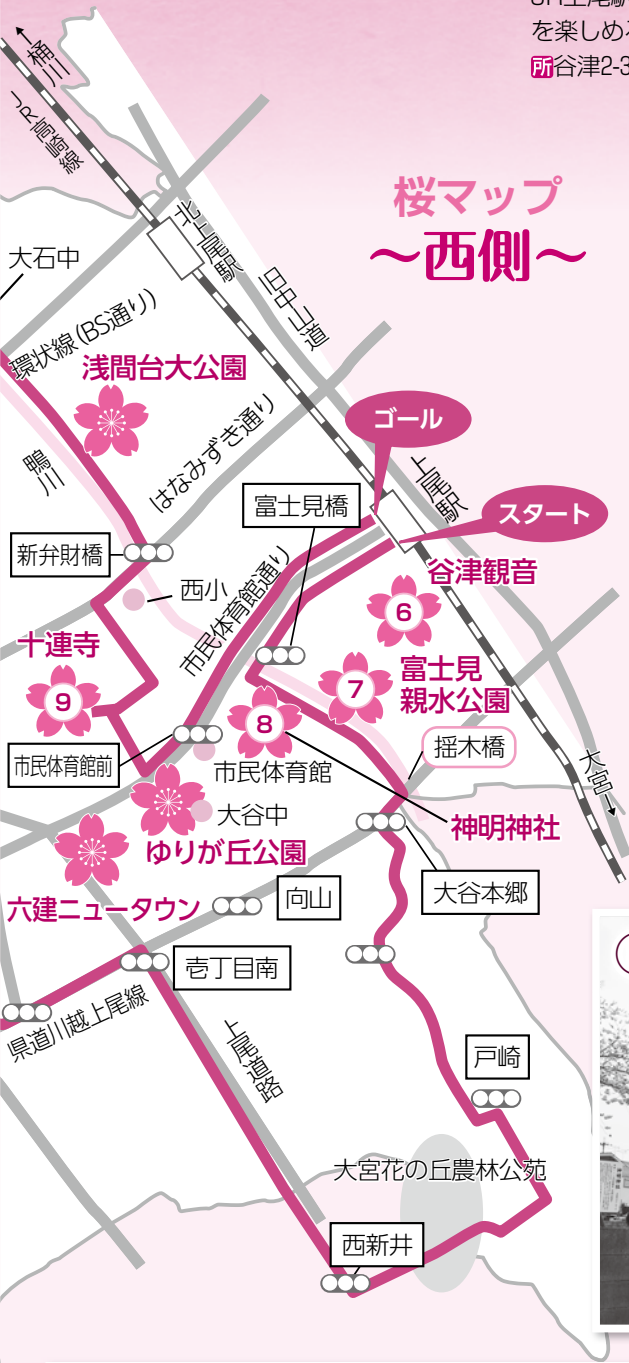 JR上尾駅
を楽しめる
所谷津2-3
桶川
JR高崎線
桜マップ
～西側～
大石中
北上尾駅
旧中山道
環状線(BS通り)
浅間台大公園
鴨川
はなみずき通り
ゴール
上尾駅
富士見橋
スタート
新弁財橋
西小
市民体育館通り
谷津観音
6
十連寺
9
7
富士見
親水公園
8
市民体育館前
市民体育館
揺木橋
大宮
大谷中
神明神社
ゆりが丘公園
六建ニュータウン
向山
大谷本郷
壱丁目南
県道川越上尾線
上尾道路
戸崎
大宮花の丘農林公苑
西新井